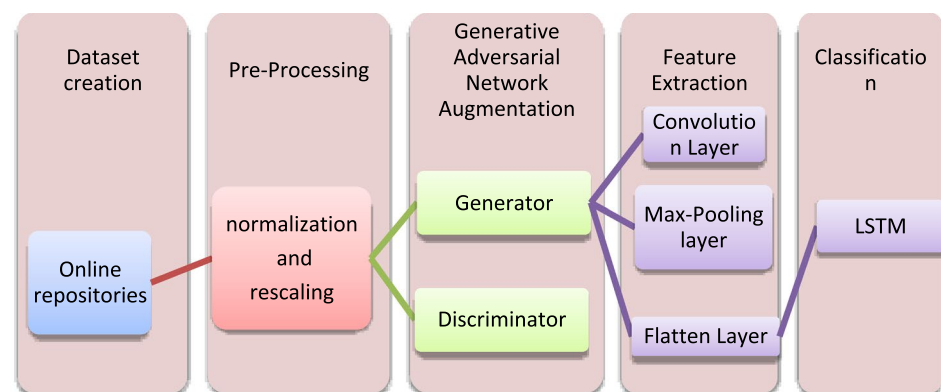 Dataset
creation
Pre-Processing
Generative
Adversarial
Network
Augmentation
Feature
Extraction
Classificatio
n
Online
repositories
normalization
and
rescaling
Generator
Discriminator
Convolutio
n Layer
Max-Pooling
layer
Flatten Layer
LSTM